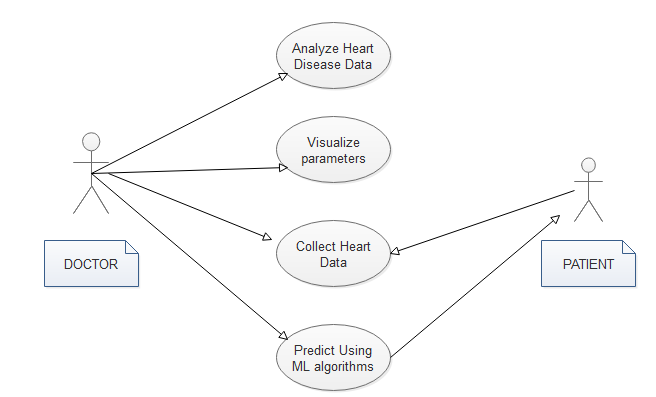 Analyze Heart
Disease Data
Visualize
parameters
Collect Heart
Data
DOCTOR
PATIENT
Predict Using
ML algorithms